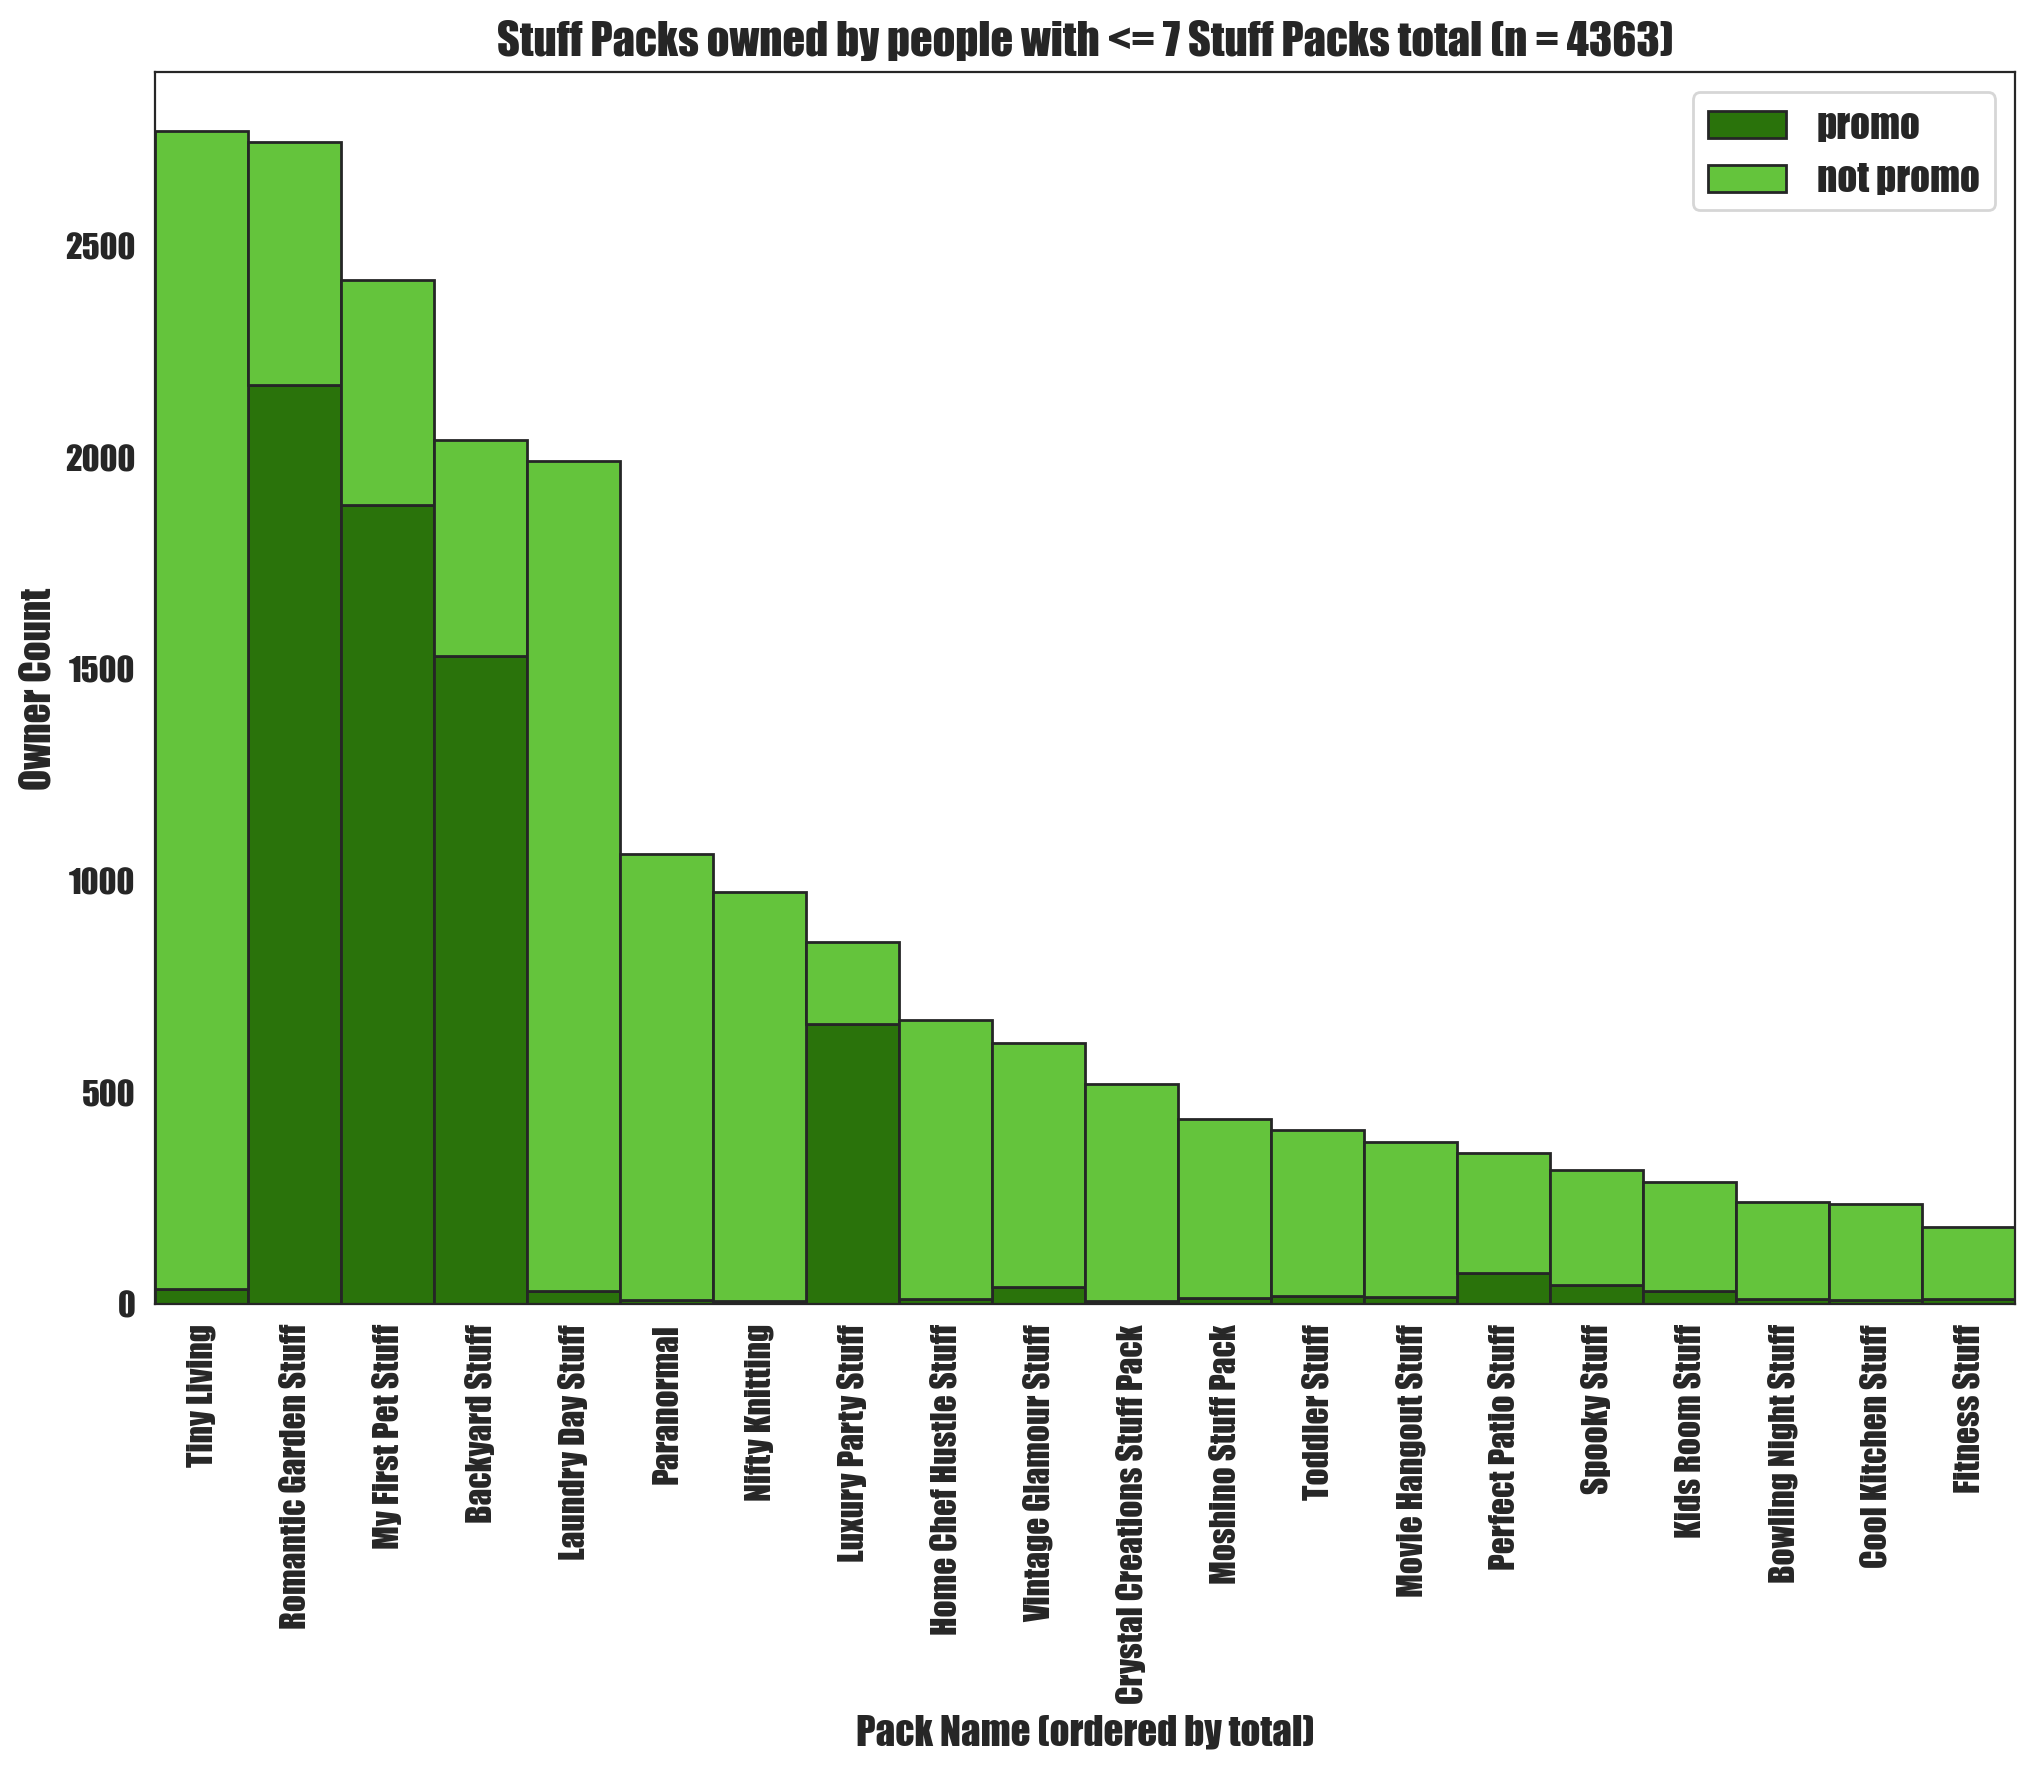 Stuff Packs owned by people with <= 7 Stuff Packs total (n = 4363)
promo
not promo
Owner Count
2500
2000
1500
1000
500
0
Tiny Living
Romantic Garden Stuff
My First Pet Stuff
Backyard Stuff
Laundry Day Stuff
Paranormal
Nifty Knitting
Luxury Party Stuff
Home Chef Hustle Stuff
Vintage Glamour Stuff
Crystal Creations Stuff Pack
Moshino Stuff Pack
Toddler Stuff
Movie Hangout Stuff
Perfect Patio Stuff
Spooky Stuff
Kids Room Stuff
Bowling Night Stuff
Cool Kitchen Stuff
Fitness Stuff
Pack Name (ordered by total)